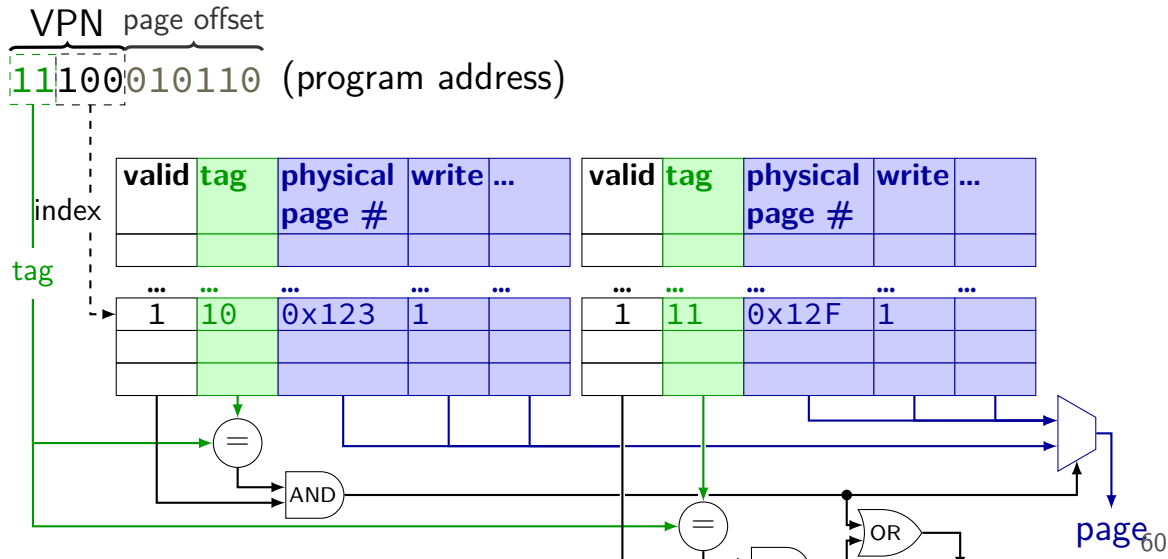 VPN page offset
11100010110 (program address)
valid tag physical page # write ... valid tag physical page # write ...
index
tag
... ... ... ... ... ... ... ... ... ...
1 10 0x123 1 1 11 0x12F 1
=
AND
=
OR
page
60